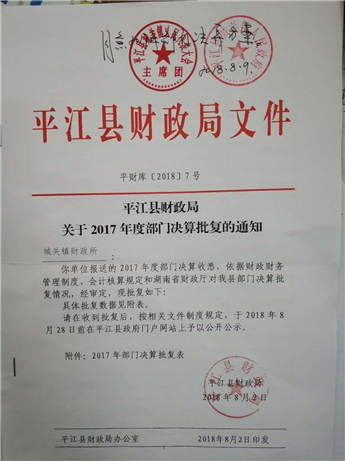 2018.8.9.
主席团
平江县财政局文件
平财库〔2018〕7号
平江县财政局
关于2017年度部门决算批复的通知
城关镇财政所：
你单位报送的2017年度部门决算收悉，依据财政财务
管理制度，会计核算规定和湖南省财政厅对我县部门决算批
复情况，经审定，现批复如下：
具体批复数据见附表。
请在收到批复后，按相关文件制度规定，于2018年8
月28日前在平江县政府门户网站上予以公开公示。
附件：2017年部门决算批复表
平江县财政局
2018年8月2日
平江县财政局办公室 2018年8月2日印发